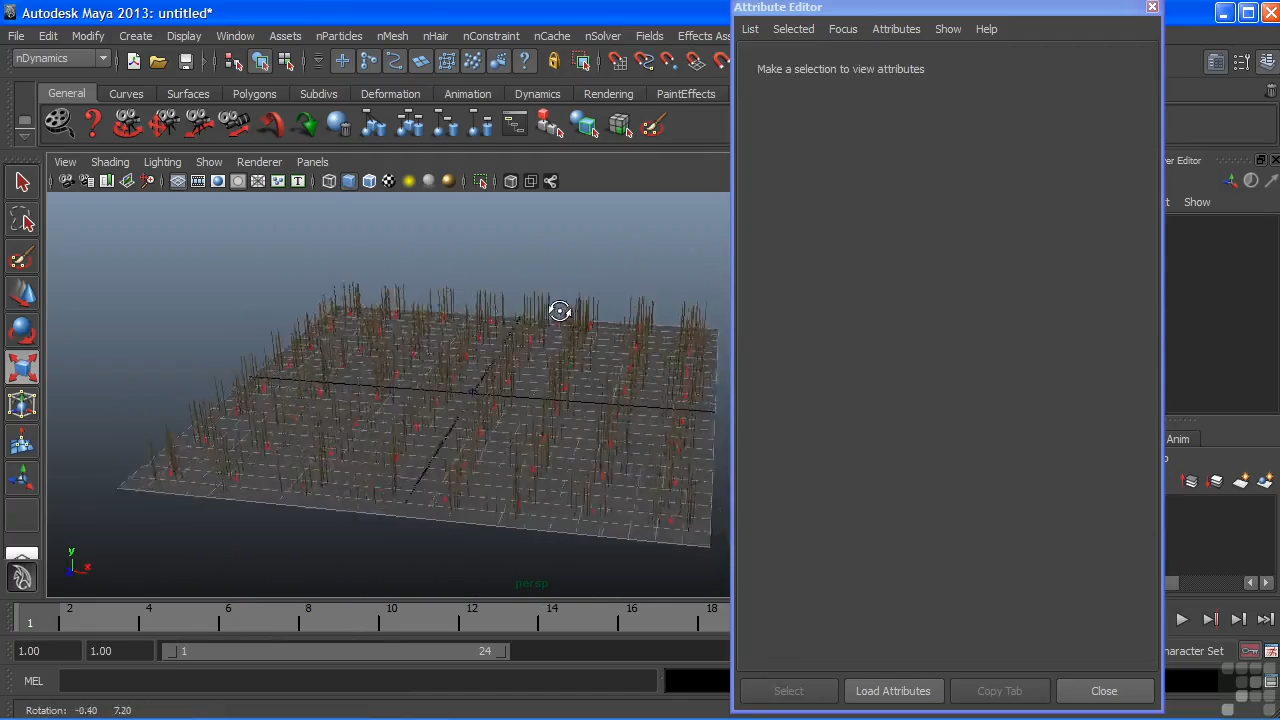 Autodesk Maya 2013: untitled*
Attribute Editor
File Edit Modify Create Display Window Assets nParticles nMesh nHair nConstraint nCache nSolver Fields Effects Ass
List Selected Focus Attributes Show Help
nDynamics
Make a selection to view attributes
General Curves Surfaces Subdivs Polygons Deformation Animation Dynamics Rendering PaintEffects
View Shading Lighting Show Renderer Panels
er Editor
t Show
Anim
persp
y
x
2 4 6 8 10 12 14 16 18
1
1.00 1.00 1 24
haracter Set
MEL
Select Load Attributes Copy Tab Close
Rotation: -0.40 7.20